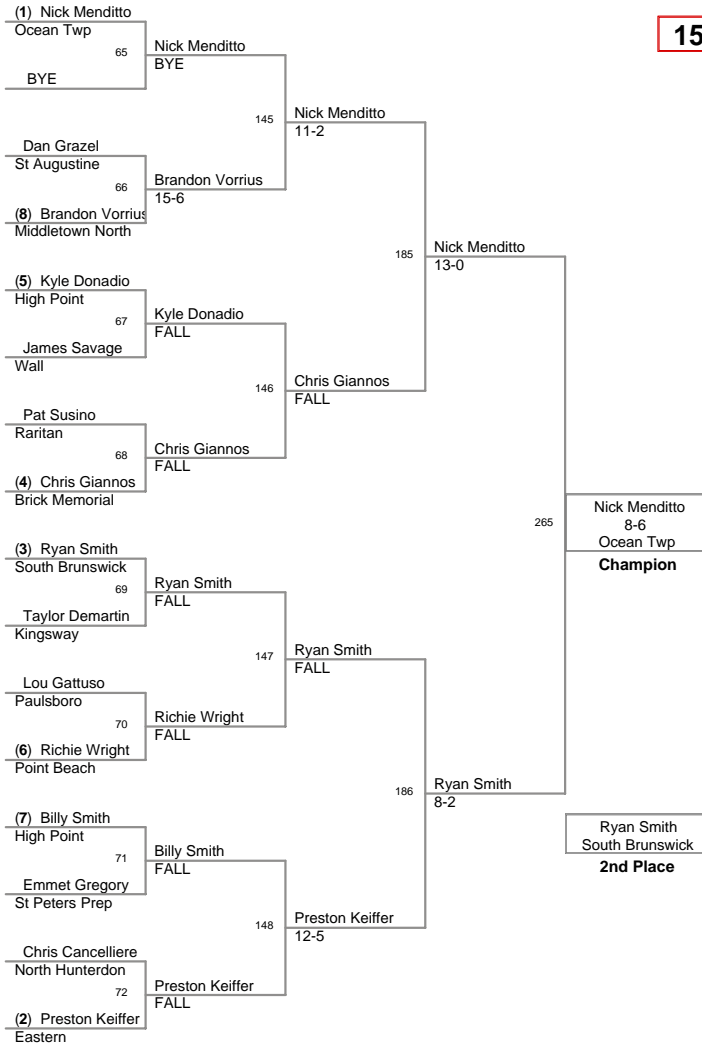 (1) Nick Menditto
Ocean Twp
65
BYE
Dan Grazel
St Augustine
66
(8) Brandon Vorrius
Middletown North
(5) Kyle Donadio
High Point
67
James Savage
Wall
Pat Susino
Raritan
68
(4) Chris Giannos
Brick Memorial
(3) Ryan Smith
South Brunswick
69
Taylor Demartin
Kingsway
Lou Gattuso
Paulsboro
70
(6) Richie Wright
Point Beach
(7) Billy Smith
High Point
71
Emmet Gregory
St Peters Prep
Chris Cancelliere
North Hunterdon
72
(2) Preston Keiffer
Eastern
Nick Menditto
BYE
145
Brandon Vorrius
15-6
Kyle Donadio
FALL
146
Chris Giannos
FALL
Ryan Smith
FALL
147
Richie Wright
FALL
Billy Smith
FALL
148
Preston Keiffer
FALL
Nick Menditto
11-2
185
Chris Giannos
FALL
Ryan Smith
FALL
186
Preston Keiffer
12-5
Nick Menditto
13-0
265
Ryan Smith
8-2
15
Nick Menditto
8-6
Ocean Twp
Champion
Ryan Smith
South Brunswick
2nd Place